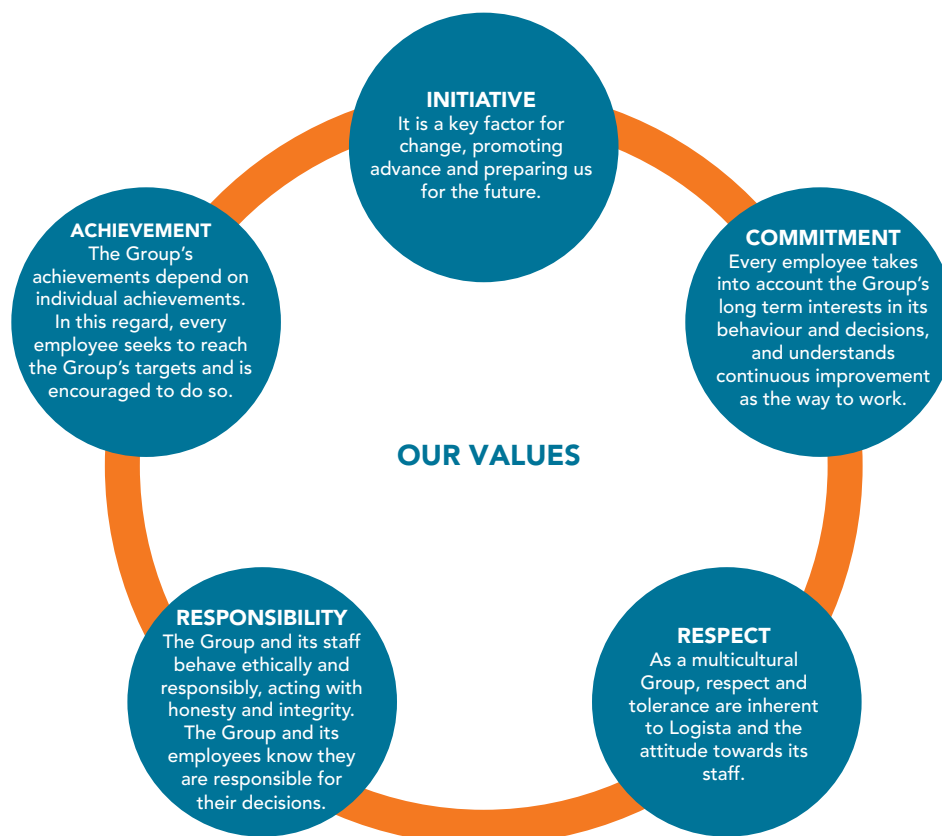 INITIATIVE
It is a key factor for
change, promoting
advance and preparing us
for the future.
COMMITMENT
Every employee takes
into account the Group’s
long term interests in its
behaviour and decisions,
and understands
continuous improvement
as the way to work.
RESPECT
As a multicultural
Group, respect and
tolerance are inherent
to Logista and the
attitude towards its
staff.
RESPONSIBILITY
The Group and its staff
behave ethically and
responsibly, acting with
honesty and integrity.
The Group and its
employees know they
are responsible for
their decisions.
ACHIEVEMENT
The Group’s
achievements depend on
individual achievements.
In this regard, every
employee seeks to reach
the Group’s targets and is
encouraged to do so.
OUR VALUES